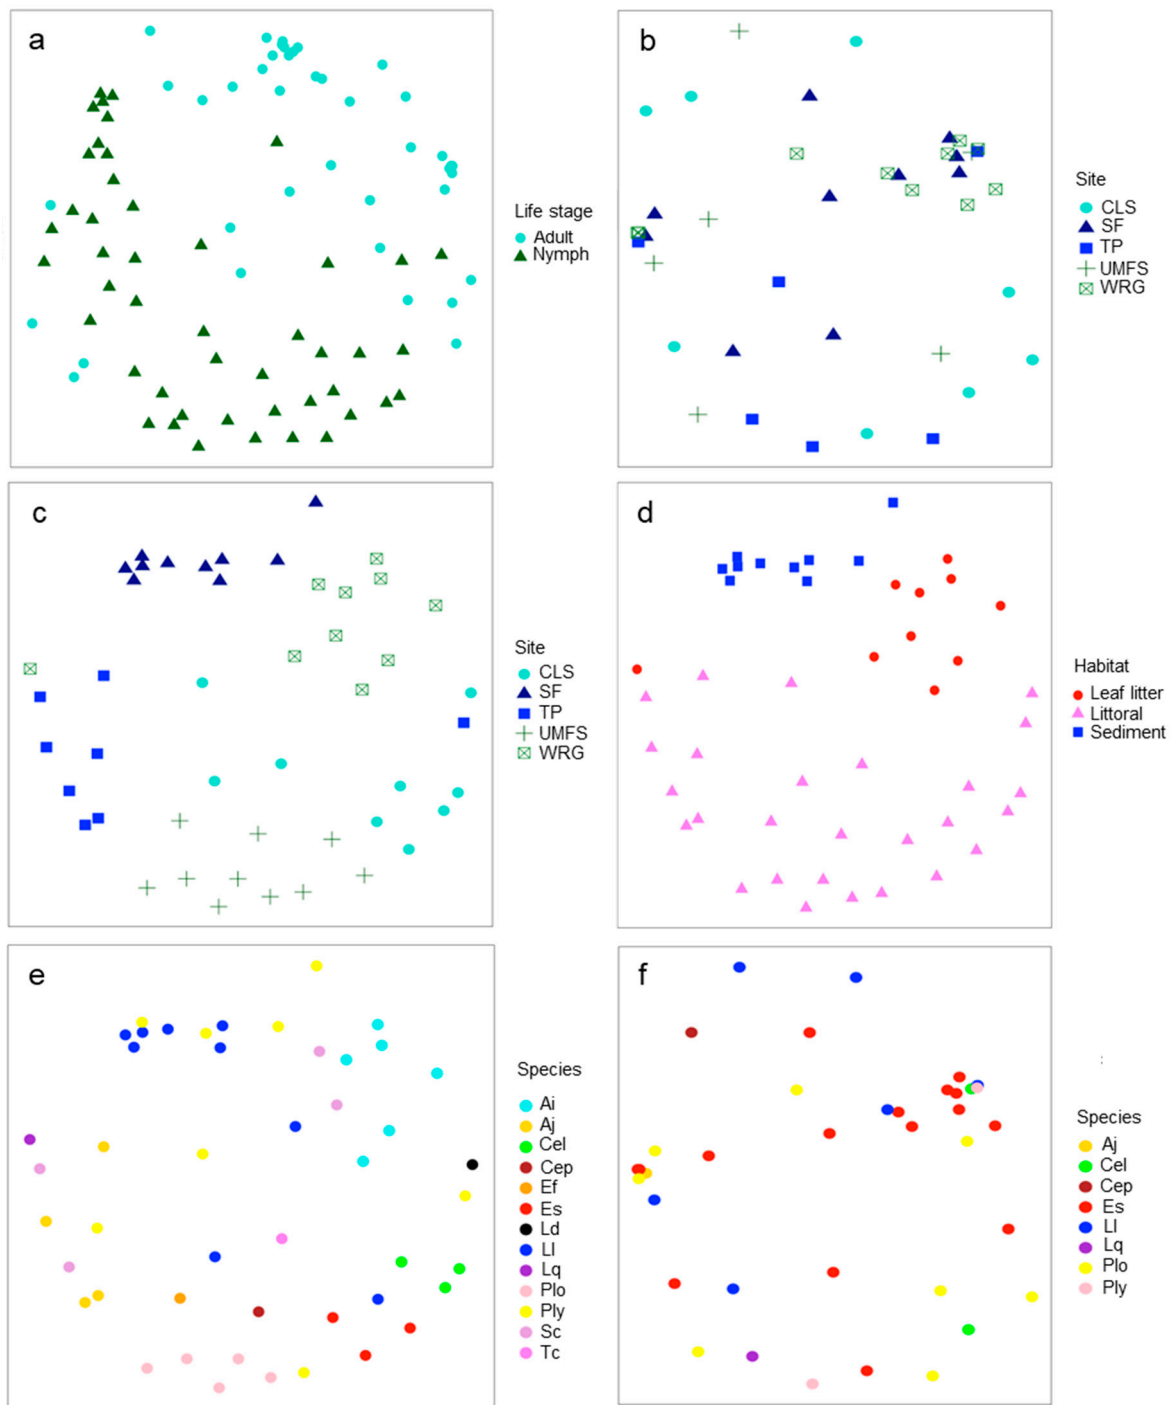 a
Life stage
Adult
Nymph
b
Site
CLS
SF
TP
UMFS
WRG
c
Site
CLS
SF
TP
UMFS
WRG
d
Habitat
Leaf litter
Littoral
Sediment
e
Species
Ai
Aj
Cel
Cep
Ef
Es
Ld
Ll
Lq
Plo
Ply
Sc
Tc
f
:
Species
Aj
Cel
Cep
Es
Ll
Lq
Plo
Ply